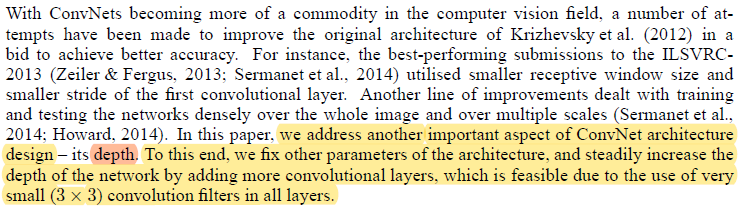 With ConvNets becoming more of a commodity in the computer vision field, a number of at-
tempts have been made to improve the original architecture of Krizhevsky et al. (2012) in a
bid to achieve better accuracy. For instance, the best-performing submissions to the ILSVRC-
2013 (Zeiler & Fergus, 2013; Sermanet et al., 2014) utilised smaller receptive window size and
smaller stride of the first convolutional layer. Another line of improvements dealt with training
and testing the networks densely over the whole image and over multiple scales (Sermanet et al.,
2014; Howard, 2014). In this paper, we address another important aspect of ConvNet architecture
design – its depth. To this end, we fix other parameters of the architecture, and steadily increase the
depth of the network by adding more convolutional layers, which is feasible due to the use of very
small (3 × 3) convolution filters in all layers.